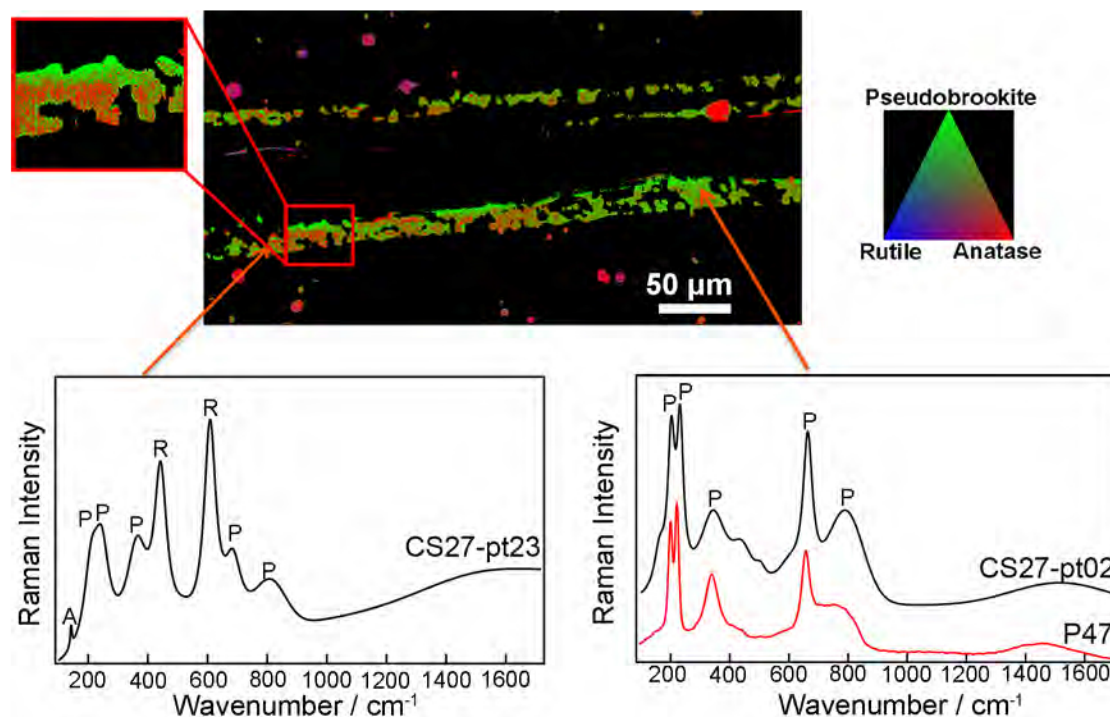 Pseudobrookite
Rutile Anatase
50 µm
Raman Intensity
A
P P
P
R
R
P
P
CS27-pt23
200 400 600 800 1000 1200 1400 1600
Wavenumber / cm⁻¹
Raman Intensity
P P
P
P
P
CS27-pt02
P47
200 400 600 800 1000 1200 1400 1600
Wavenumber / cm⁻¹